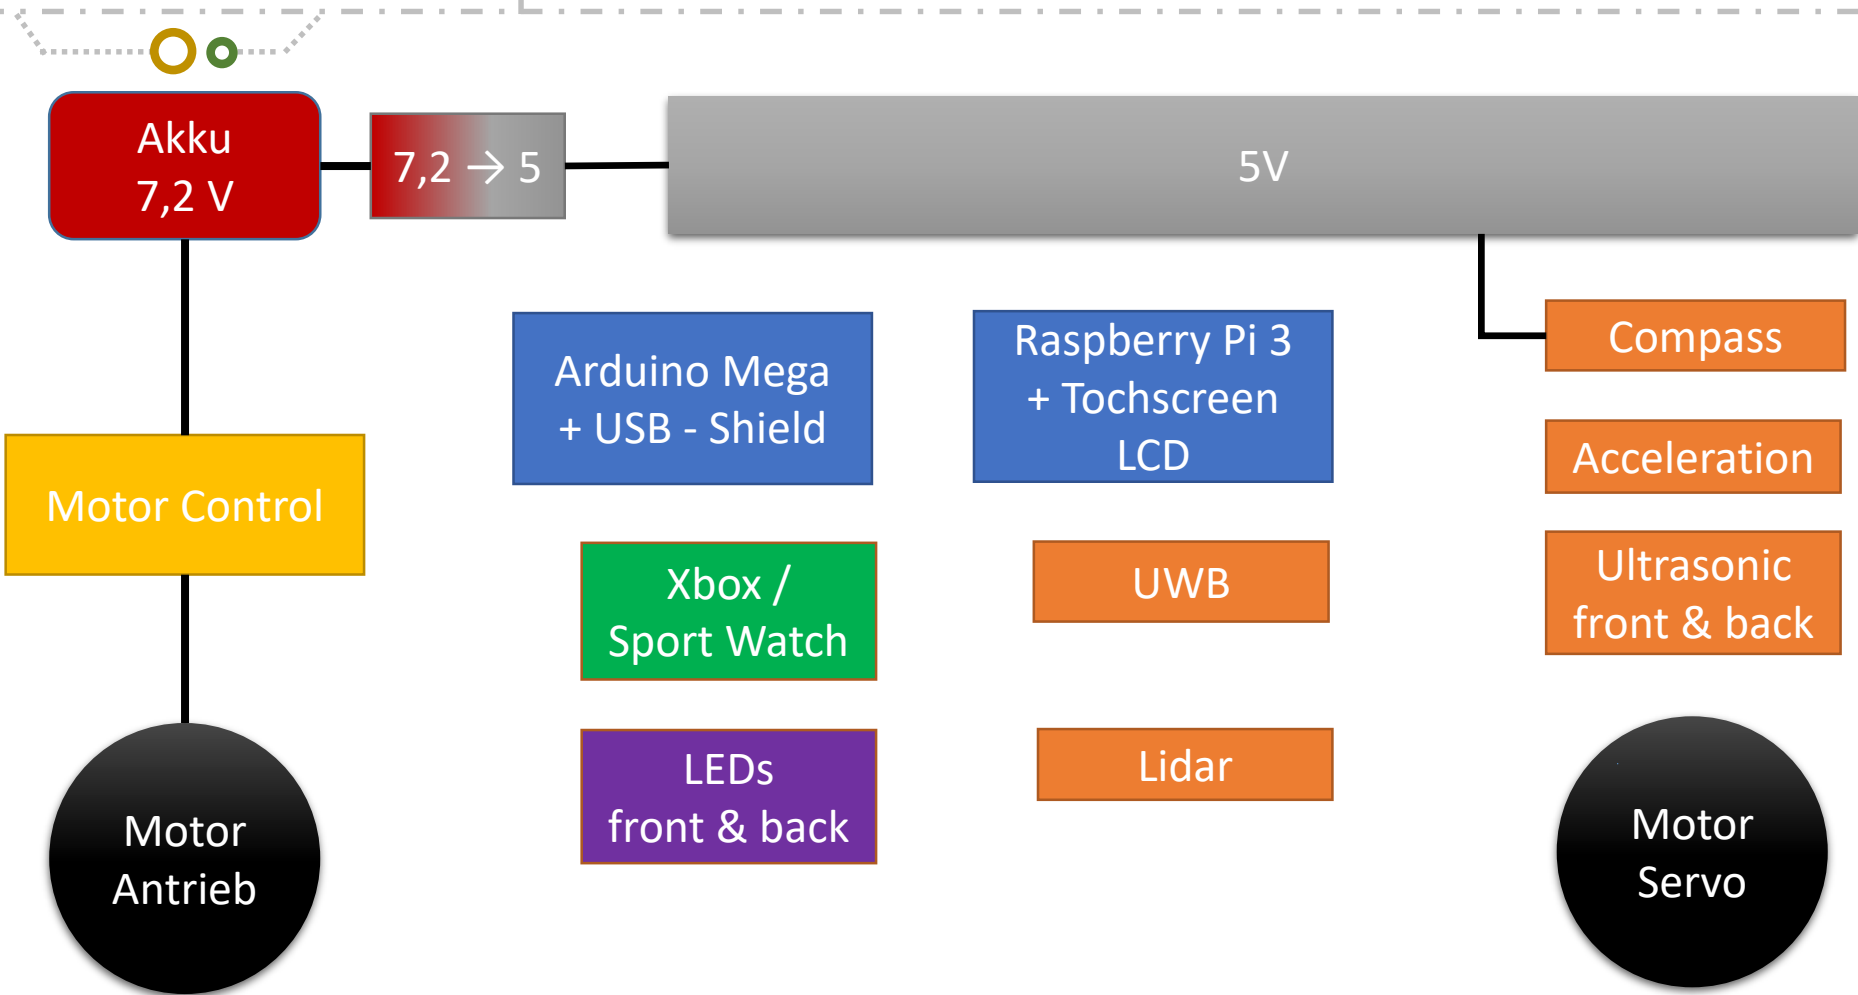 Akku
7,2 V
7,2 → 5
5V
Arduino Mega
+ USB - Shield
Raspberry Pi 3
+ Tochscreen
LCD
Compass
Acceleration
Motor Control
Xbox /
Sport Watch
UWB
Ultrasonic
front & back
LEDs
front & back
Lidar
Motor
Antrieb
Motor
Servo